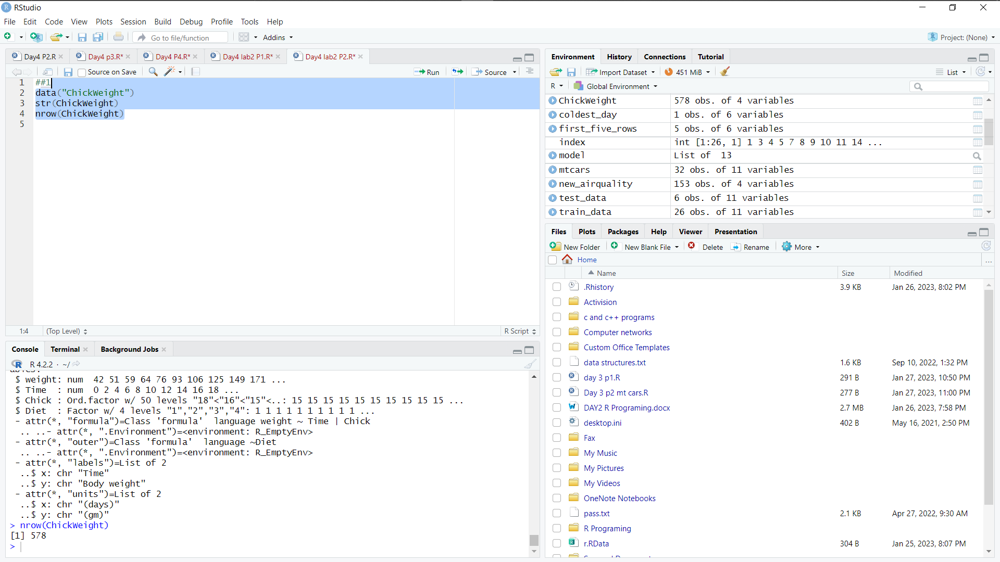 RStudio
File Edit Code View Plots Session Build Debug Profile Tools Help
Go to file/function Addins Project: (None)
Day4 P2.R Day4 p3.R* Day4 P4.R* Day4 lab2 P1.R* Day4 lab2 P2.R*
Source on Save Run Source
1 ##1
2 data("ChickWeight")
3 str(ChickWeight)
4 nrow(ChickWeight)
5
1:4 (Top Level) R Script
Console Terminal Background Jobs
R 4.2.2 · ~/
$ weight: num  42 51 59 64 76 93 106 125 149 171 ...
$ Time  : num  0 2 4 6 8 10 12 14 16 18 ...
$ Chick : Ord.factor w/ 50 levels "18"<"16"<"15"<..: 15 15 15 15 15 15 15 15 15 15 ...
$ Diet  : Factor w/ 4 levels "1","2","3","4": 1 1 1 1 1 1 1 1 1 1 ...
- attr(*, "formula")=Class 'formula'  language weight ~ Time | Chick
.. ..- attr(*, ".Environment")=<environment: R_EmptyEnv>
- attr(*, "outer")=Class 'formula'  language ~Diet
.. ..- attr(*, ".Environment")=<environment: R_EmptyEnv>
- attr(*, "labels")=List of 2
..$ x: chr "Time"
..$ y: chr "Body weight"
- attr(*, "units")=List of 2
..$ x: chr "(days)"
..$ y: chr "(gm)"
> nrow(ChickWeight)
[1] 578
>
Environment History Connections Tutorial
Import Dataset 451 MiB List
R Global Environment
ChickWeight 578 obs. of 4 variables
coldest_day 1 obs. of 6 variables
first_five_rows 5 obs. of 6 variables
index int [1:26, 1] 1 3 4 5 7 8 9 10 11 14 ...
model List of  13
mtcars 32 obs. of 11 variables
new_airquality 153 obs. of 4 variables
test_data 6 obs. of 11 variables
train_data 26 obs. of 11 variables
Files Plots Packages Help Viewer Presentation
New Folder New Blank File Delete Rename More
Home ...
Name Size Modified
.Rhistory 3.9 KB Jan 26, 2023, 8:02 PM
Activision
c and c++ programs
Computer networks
Custom Office Templates
data structures.txt 1.6 KB Sep 10, 2022, 1:32 PM
day 3 p1.R 291 B Jan 27, 2023, 10:50 PM
Day 3 p2 mt cars.R 277 B Jan 27, 2023, 11:00 PM
DAY2 R Programing.docx 2.7 MB Jan 26, 2023, 7:58 PM
desktop.ini 402 B May 16, 2021, 2:50 PM
Fax
My Music
My Pictures
My Videos
OneNote Notebooks
pass.txt 2.1 KB Apr 27, 2022, 9:30 AM
R Programing
r.RData 304 B Jan 25, 2023, 8:07 PM